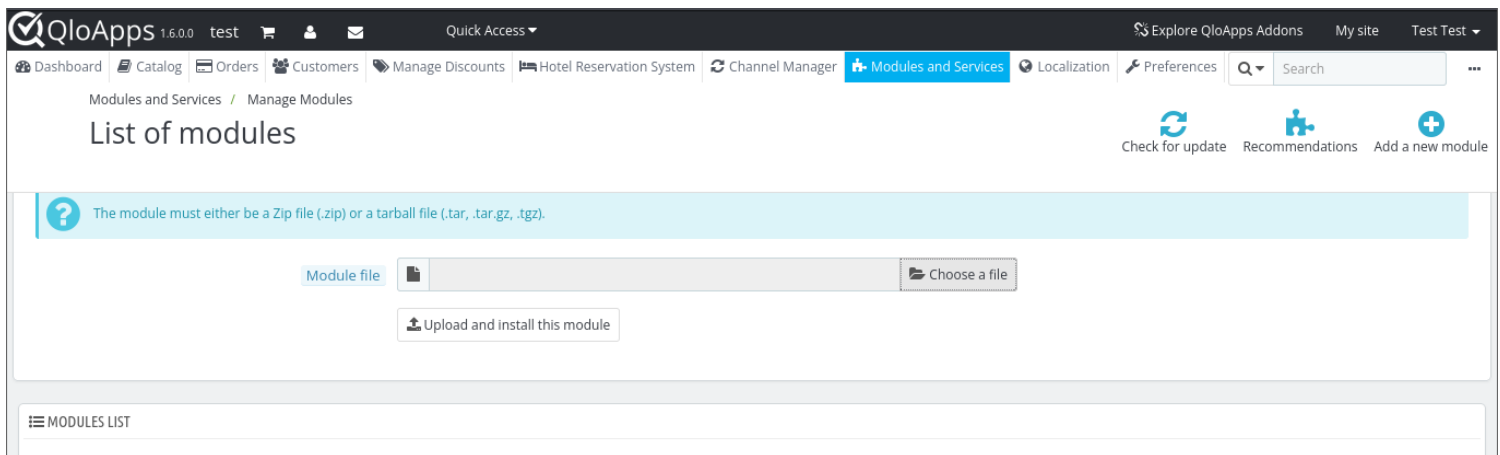 QloApps 1.6.0.0 test Quick Access Explore QloApps Addons My site Test Test
Dashboard Catalog Orders Customers Manage Discounts Hotel Reservation System Channel Manager Modules and Services Localization Preferences Search ...
Modules and Services / Manage Modules
List of modules
Check for update Recommendations Add a new module
The module must either be a Zip file (.zip) or a tarball file (.tar, .tar.gz, .tgz).
Module file Choose a file
Upload and install this module
MODULES LIST